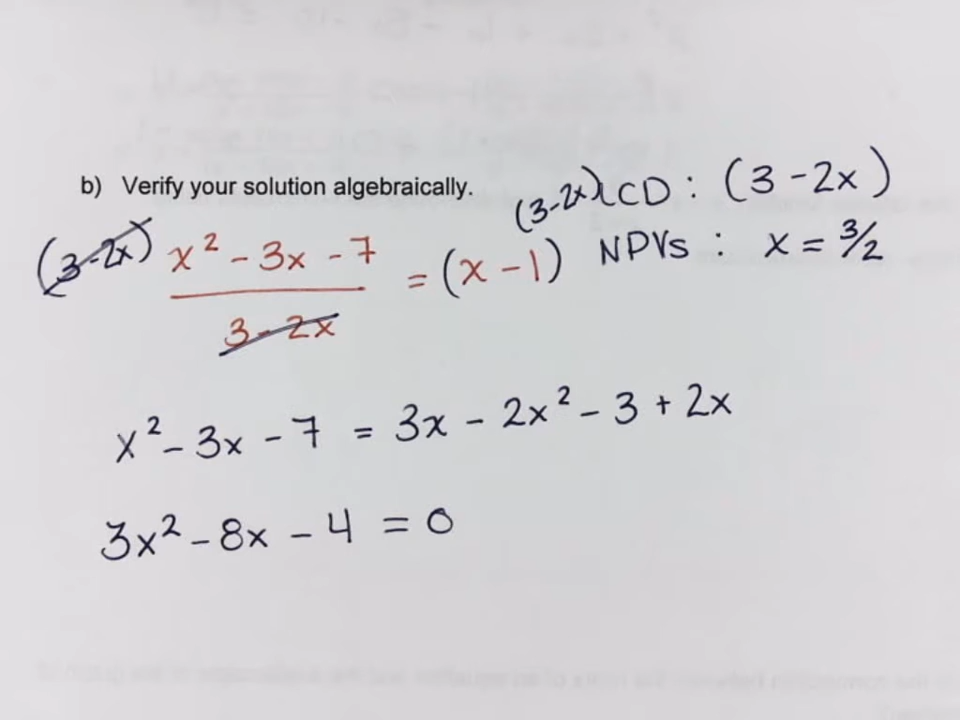 b) Verify your solution algebraically.
(3-2x) LCD : (3 - 2x)
NPVs : x = 3/2
(3-2x) x² - 3x - 7 / 3 - 2x = (x - 1)
x² - 3x - 7 = 3x - 2x² - 3 + 2x
3x² - 8x - 4 = 0